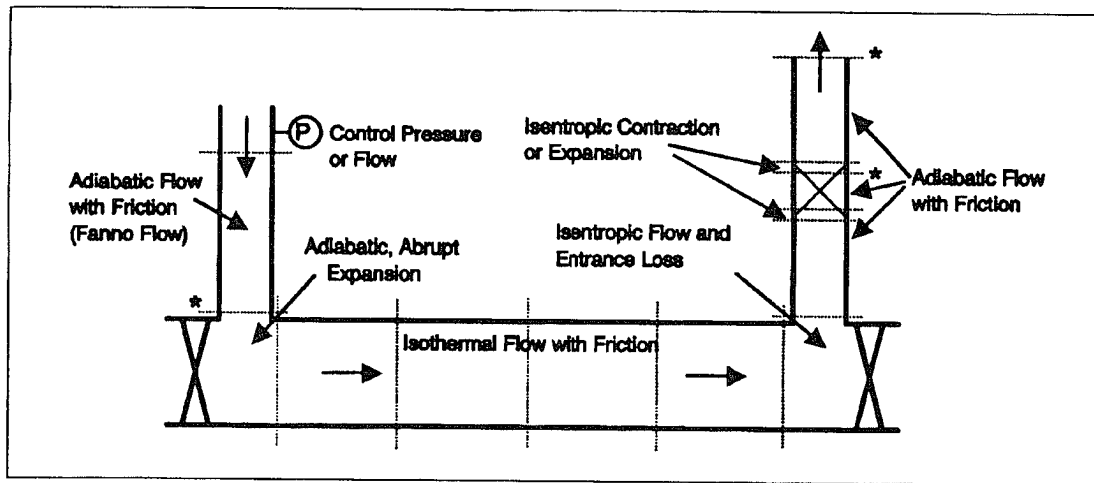 *
Isentropic Contraction
or Expansion
P
Control Pressure
or Flow
*
Adiabatic Flow
with Friction
(Fanno Flow)
Adiabatic Flow
with Friction
Adiabatic, Abrupt
Expansion
Isentropic Flow and
Entrance Loss
*
Isothermal Flow with Friction